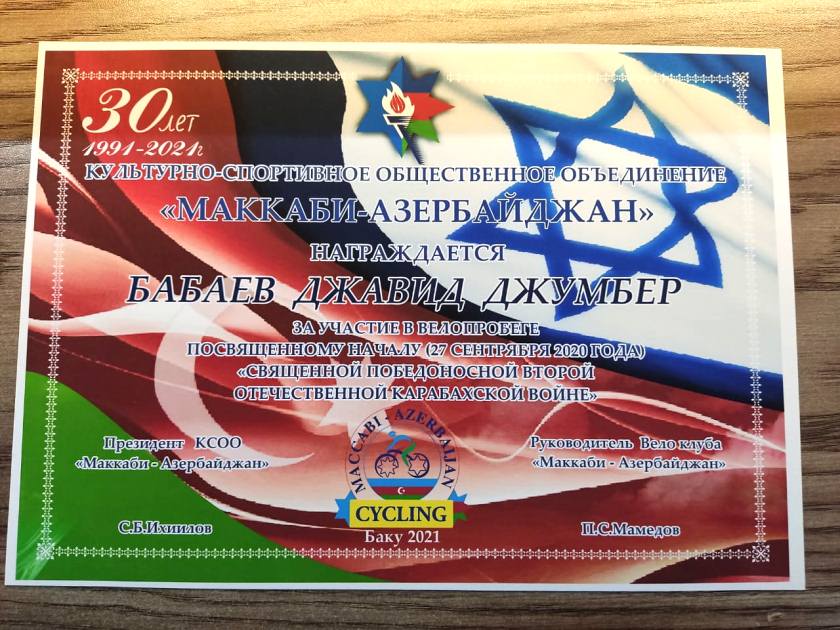 30 лет
1991-2021г
КУЛЬТУРНО-СПОРТИВНОЕ ОБЩЕСТВЕННОЕ ОБЪЕДИНЕНИЕ
«МАККАБИ-АЗЕРБАЙДЖАН»
НАГРАЖДАЕТСЯ
БАБАЕВ ДЖАВИД ДЖУМБЕР
ЗА УЧАСТИЕ В ВЕЛОПРОБЕГЕ
ПОСВЯЩЕННОМУ НАЧАЛУ (27 СЕНТЯБРЯ 2020 ГОДА)
«СВЯЩЕННОЙ ПОБЕДОНОСНОЙ ВТОРОЙ
ОТЕЧЕСТВЕННОЙ КАРАБАХСКОЙ ВОЙНЕ»
Президент КСОО
«Маккаби - Азербайджан»
С.Б.Ихиилов
MACCABI - AZERBAIJAN
CYCLING
Баку 2021
Руководитель Вело клуба
«Маккаби - Азербайджан»
П.С.Мамедов